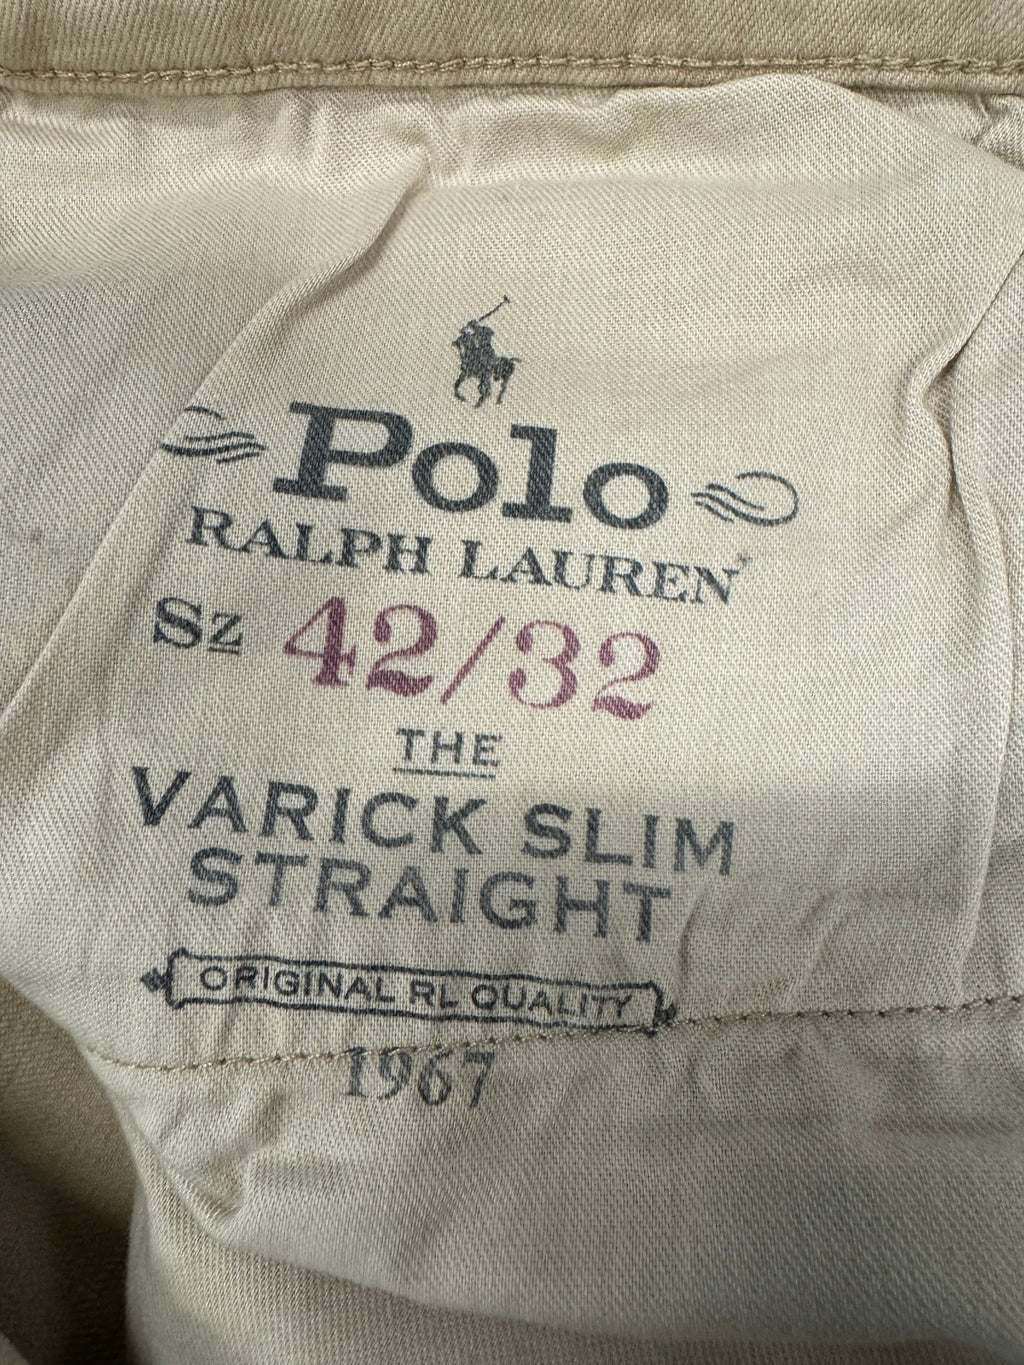 Polo
RALPH LAUREN
Sz 42/32
THE
VARICK SLIM
STRAIGHT
ORIGINAL RL QUALITY
1967